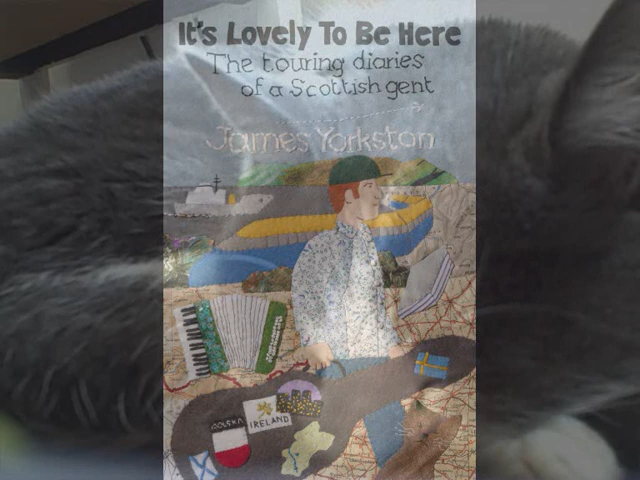 It's Lovely To Be Here
The touring diaries
of a Scottish gent
James Yorkston
POLSKA
IRELAND